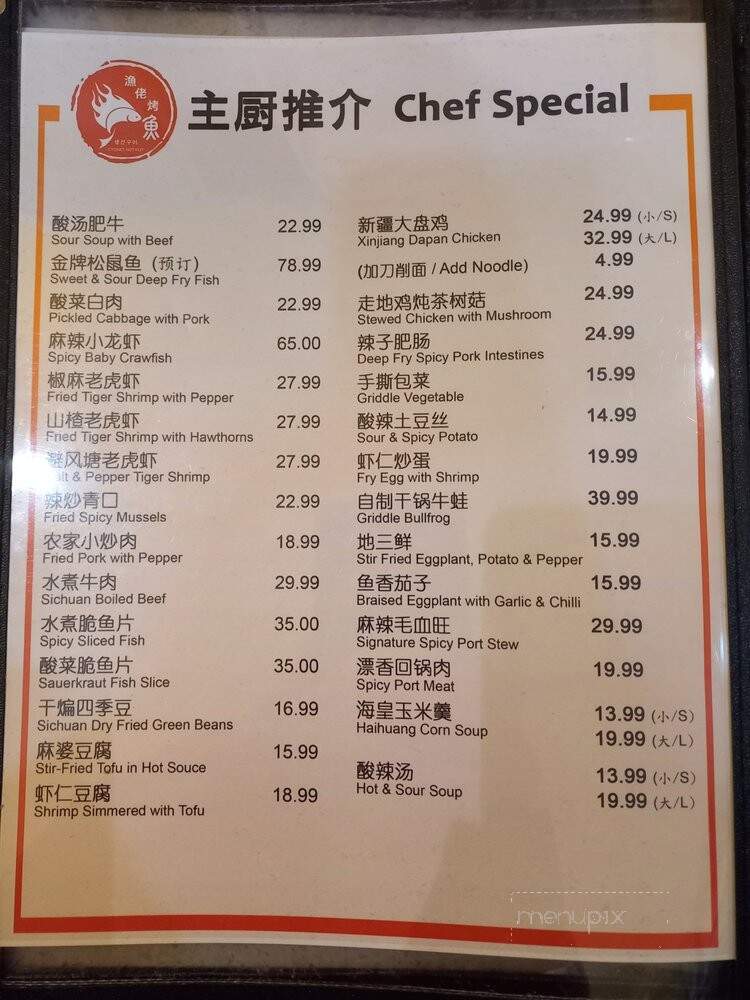 漁佬烤魚
主厨推介 Chef Special
酸汤肥牛 22.99
Sour Soup with Beef
金牌松鼠鱼（预订） 78.99
Sweet & Sour Deep Fry Fish
酸菜白肉 22.99
Pickled Cabbage with Pork
麻辣小龙虾 65.00
Spicy Baby Crawfish
椒麻老虎虾 27.99
Fried Tiger Shrimp with Pepper
山楂老虎虾 27.99
Fried Tiger Shrimp with Hawthorns
避风塘老虎虾 27.99
& Pepper Tiger Shrimp
辣炒青口 22.99
Fried Spicy Mussels
农家小炒肉 18.99
Fried Pork with Pepper
水煮牛肉 29.99
Sichuan Boiled Beef
水煮脆鱼片 35.00
Spicy Sliced Fish
酸菜脆鱼片 35.00
Sauerkraut Fish Slice
干煸四季豆 16.99
Sichuan Dry Fried Green Beans
麻婆豆腐 15.99
Stir-Fried Tofu in Hot Souce
虾仁豆腐 18.99
Shrimp Simmered with Tofu
新疆大盘鸡 24.99 (小/S)
Xinjiang Dapan Chicken 32.99 (大/L)
(加刀削面 / Add Noodle) 4.99
走地鸡炖茶树菇 24.99
Stewed Chicken with Mushroom
辣子肥肠 24.99
Deep Fry Spicy Pork Intestines
手撕包菜 15.99
Griddle Vegetable
酸辣土豆丝 14.99
Sour & Spicy Potato
虾仁炒蛋 19.99
Fry Egg with Shrimp
自制干锅牛蛙 39.99
Griddle Bullfrog
地三鲜 15.99
Stir Fried Eggplant, Potato & Pepper
鱼香茄子 15.99
Braised Eggplant with Garlic & Chilli
麻辣毛血旺 29.99
Signature Spicy Port Stew
漂香回锅肉 19.99
Spicy Port Meat
海皇玉米羹 13.99 (小/S)
Haihuang Corn Soup 19.99 (大/L)
酸辣汤 13.99 (小/S)
Hot & Sour Soup 19.99 (大/L)
menupix